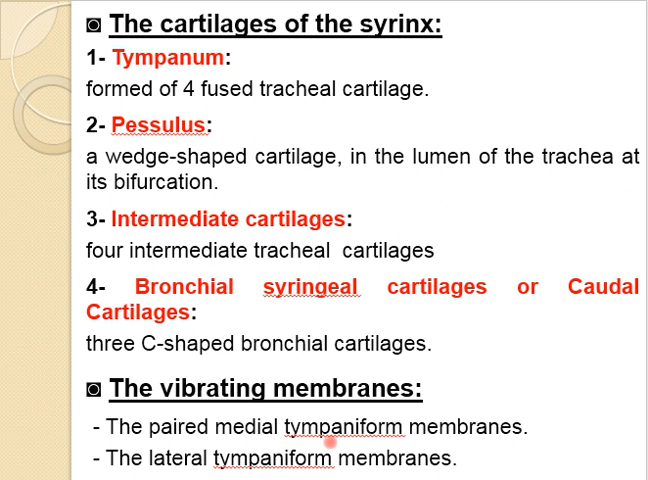 ◙ The cartilages of the syrinx:
1- Tympanum:
formed of 4 fused tracheal cartilage.
2- Pessulus:
a wedge-shaped cartilage, in the lumen of the trachea at
its bifurcation.
3- Intermediate cartilages:
four intermediate tracheal cartilages
4- Bronchial syringeal cartilages or Caudal
Cartilages:
three C-shaped bronchial cartilages.
◙ The vibrating membranes:
- The paired medial tympaniform membranes.
- The lateral tympaniform membranes.